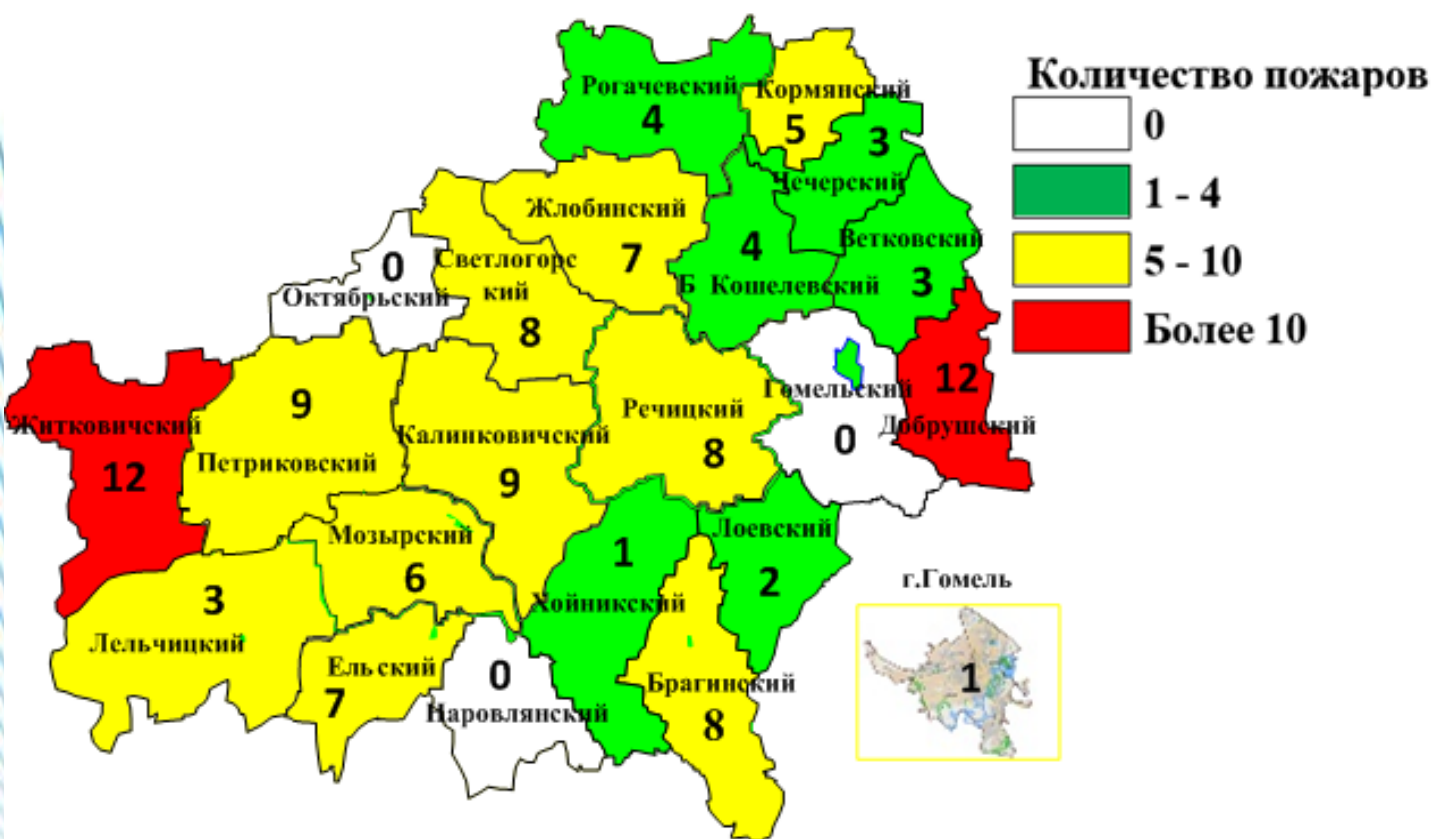 Количество пожаров
0
1 - 4
5 - 10
Более 10
Рогачевский
4
Кормянский
5
3
Чечерский
Жлобинский
7
4
Б Кошелевский
Ветковский
3
0
Октябрьский
Светлогорс
кий
8
Житковичский
12
9
Петриковский
Калинковичский
9
Речицкий
8
Гомельский
0
12
Добрушский
Мозырский
6
1
Хойникский
Лоевский
2
3
Лельчицкий
Ельский
7
0
Наровлянский
Брагинский
8
г.Гомель
1